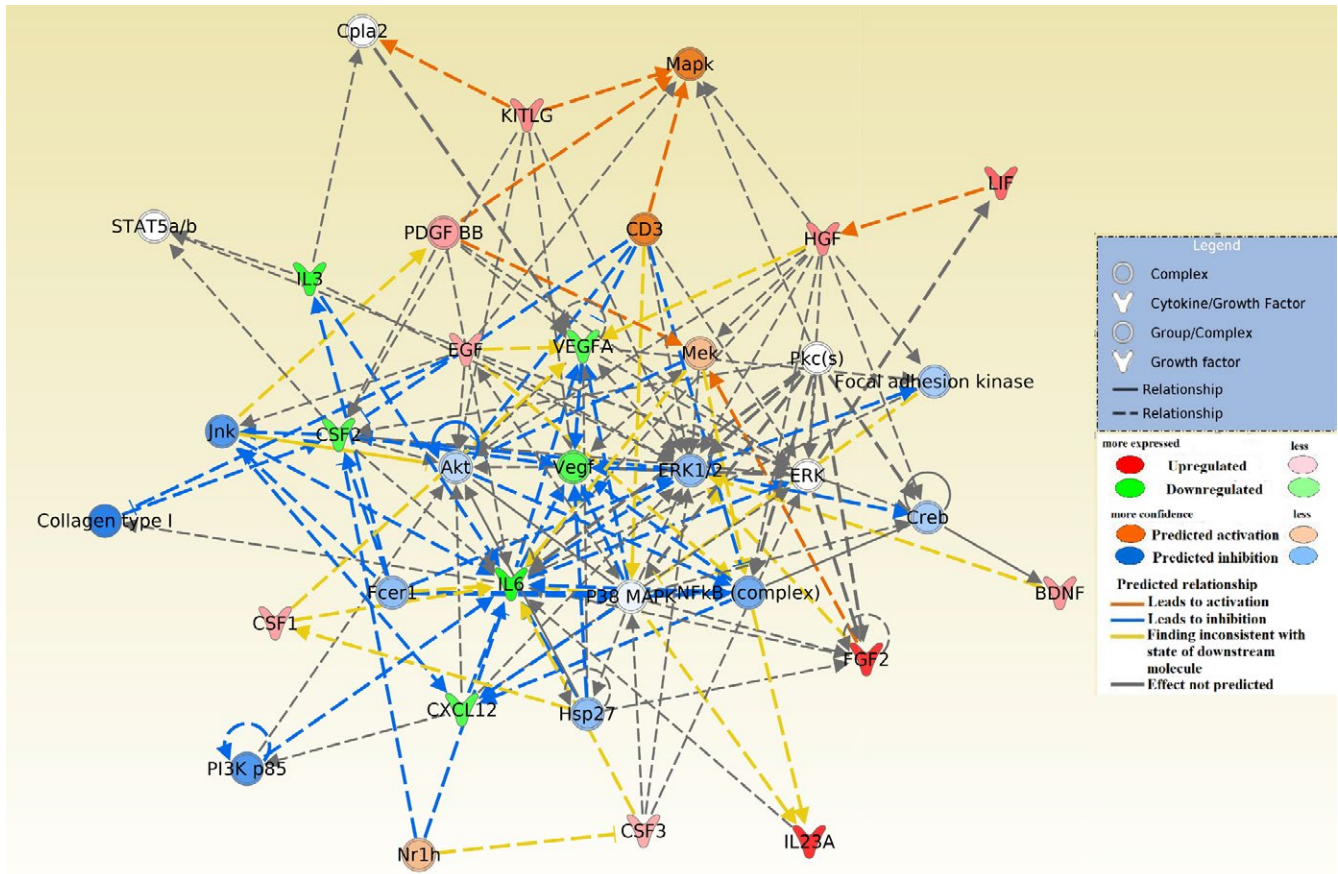 Cpla2
Mapk
KITLG
LIF
STAT5a/b
PDGF BB
CD3
HGF
IL3
EGF
VEGFA
Mek
Pkc(s)
Focal adhesion kinase
Jnk
CSF2
Akt
Vegf
ERK1/2
ERK
Collagen type I
Creb
Fcer1
IL6
P38 MAPK
NFkB (complex)
BDNF
CSF1
FGF2
CXCL12
Hsp27
PI3K p85
CSF3
IL23A
Nr1h
Legend
Complex
Cytokine/Growth Factor
Group/Complex
Growth factor
Relationship
Relationship
more expressed less
Upregulated
Downregulated
more confidence less
Predicted activation
Predicted inhibition
Predicted relationship
Leads to activation
Leads to inhibition
Finding inconsistent with
state of downstream
molecule
Effect not predicted